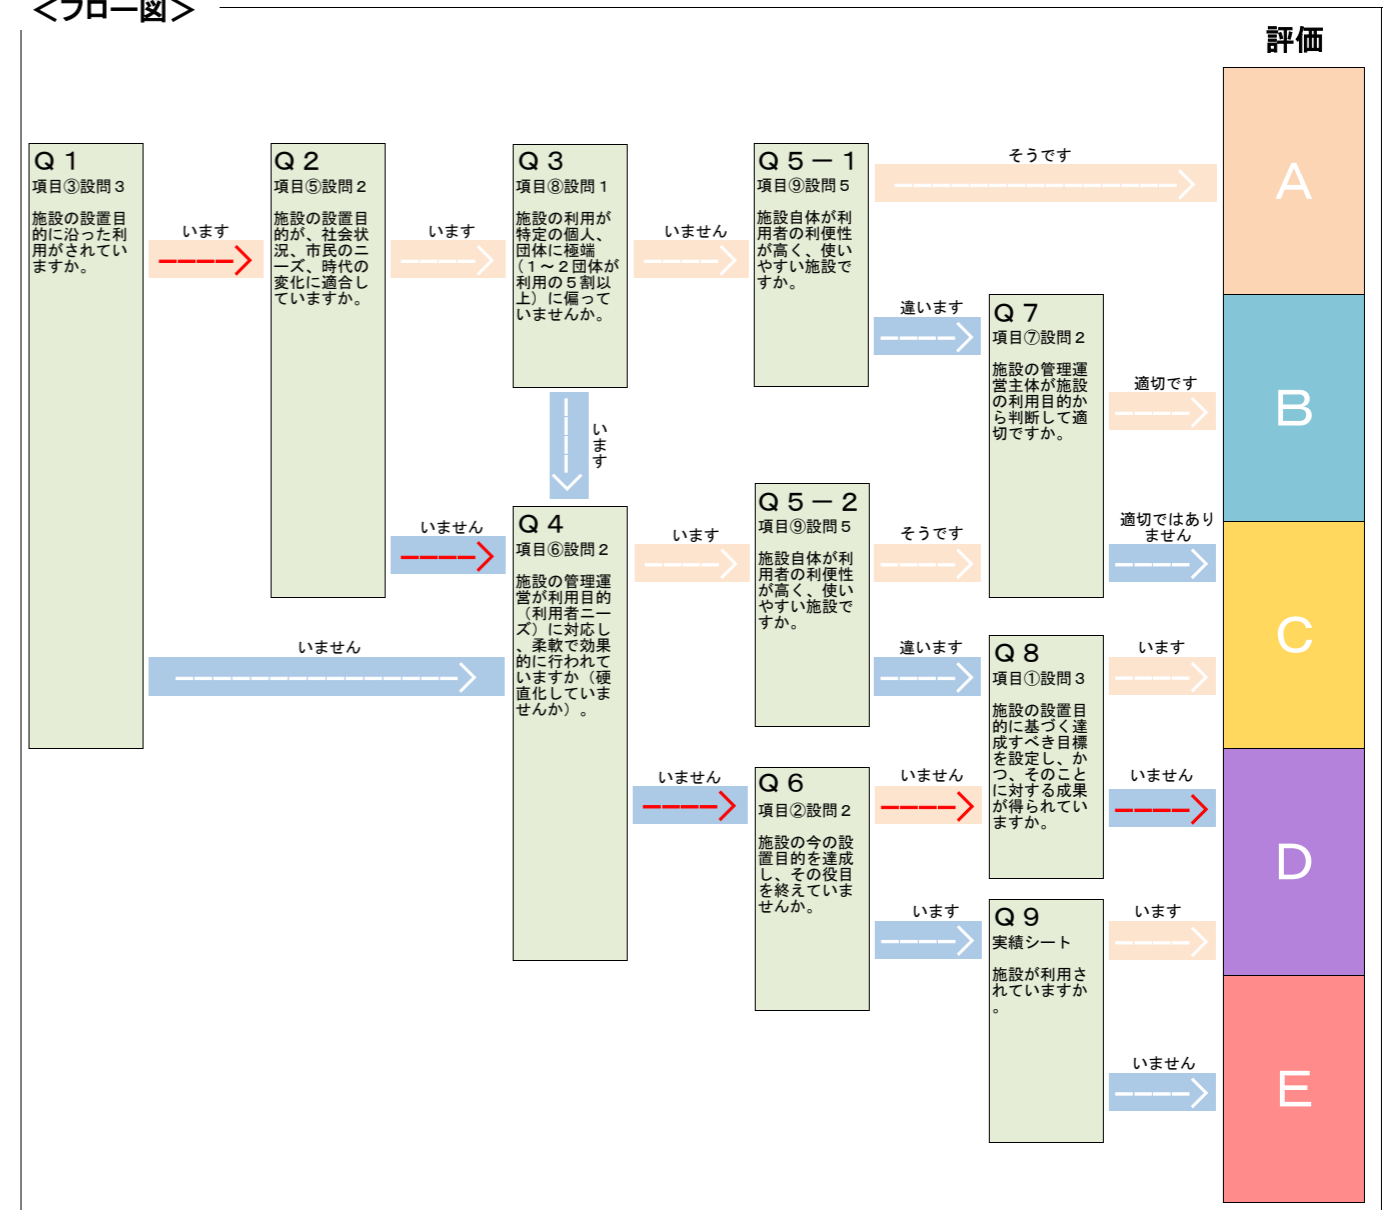 ＜フロー図＞
評価
Ｑ１
項目③設問３
施設の設置目
的に沿った利
用がされてい
ますか。
います
いません
Ｑ２
項目⑤設問２
施設の設置目
的が、社会状
況、市民のニ
ーズ、時代の
変化に適合し
ていますか。
います
いません
Ｑ３
項目⑧設問１
施設の利用が
特定の個人、
団体に極端
（１～２団体が
利用の５割以
上）に偏って
いませんか。
いません
います
Ｑ４
項目⑥設問２
施設の管理運
営が利用目的
（利用者ニー
ズ）に対応し
、柔軟で効果
的に行われて
いますか（硬
直化していま
せんか）。
います
いません
Ｑ５－１
項目⑨設問５
施設自体が利
用者の利便性
が高く、使い
やすい施設で
すか。
そうです
違います
Ｑ５－２
項目⑨設問５
施設自体が利
用者の利便性
が高く、使い
やすい施設で
すか。
そうです
違います
Ｑ６
項目②設問２
施設の今の設
置目的を達成
し、その役目
を終えていま
せんか。
いません
います
Ｑ７
項目⑦設問２
施設の管理運
営主体が施設
の利用目的か
ら判断して適
切ですか。
適切です
適切ではあり
ません
Ｑ８
項目①設問３
施設の設置目
的に基づく達
成すべき目標
を設定し、か
つ、そのこと
に対する成果
が得られてい
ますか。
います
いません
Ｑ９
実績シート
施設が利用さ
れていますか
。
います
いません
Ａ
Ｂ
Ｃ
Ｄ
Ｅ